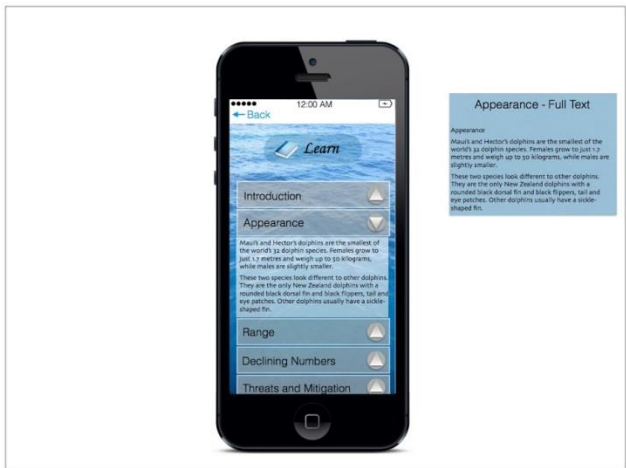 12:00 AM
Back
Learn
Introduction
Appearance
Maui's and Hector's dolphins are the smallest of
the world's 32 dolphin species. Females grow to
just 1.7 metres and weigh up to 50 kilograms,
while males are slightly smaller.
These two species look different to other dolphins.
They are the only New Zealand dolphins with a
rounded black dorsal fin and black flippers, tail and
eye patches. Other dolphins usually have a sickle-
shaped fin.
Range
Declining Numbers
Threats and Mitigation
Appearance - Full Text
Appearance
Maui's and Hector's dolphins are the smallest of the
world's 32 dolphin species. Females grow to just 1.7
metres and weigh up to 50 kilograms, while males are
slightly smaller.
These two species look different to other dolphins.
They are the only New Zealand dolphins with a
rounded black dorsal fin and black flippers, tail and
eye patches. Other dolphins usually have a sickle-
shaped fin.